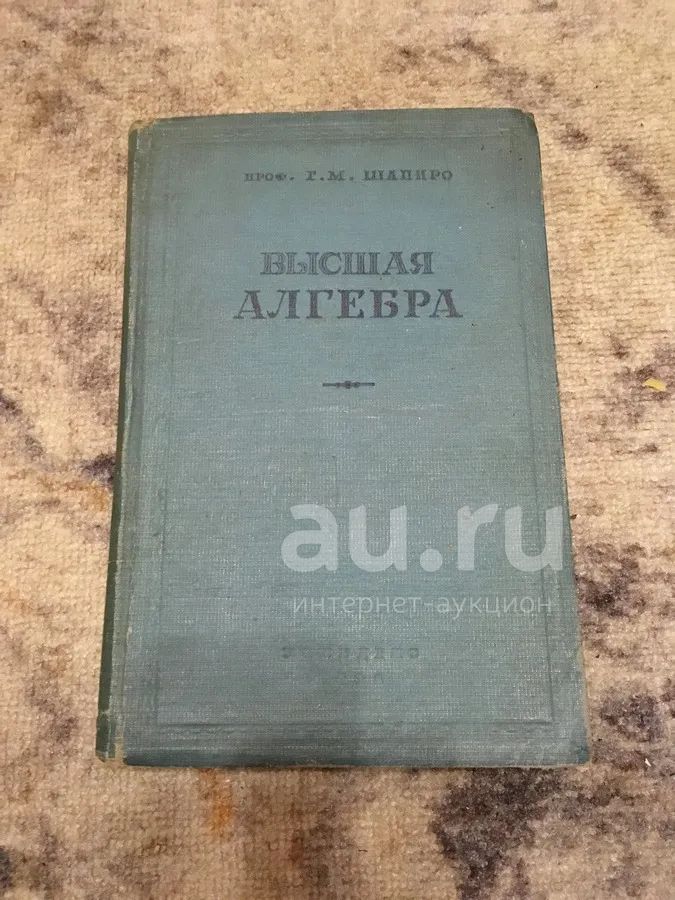 ПРОФ. Г.М. ШАПИРО
ВЫСШАЯ
АЛГЕБРА
au.ru
интернет-аукцион